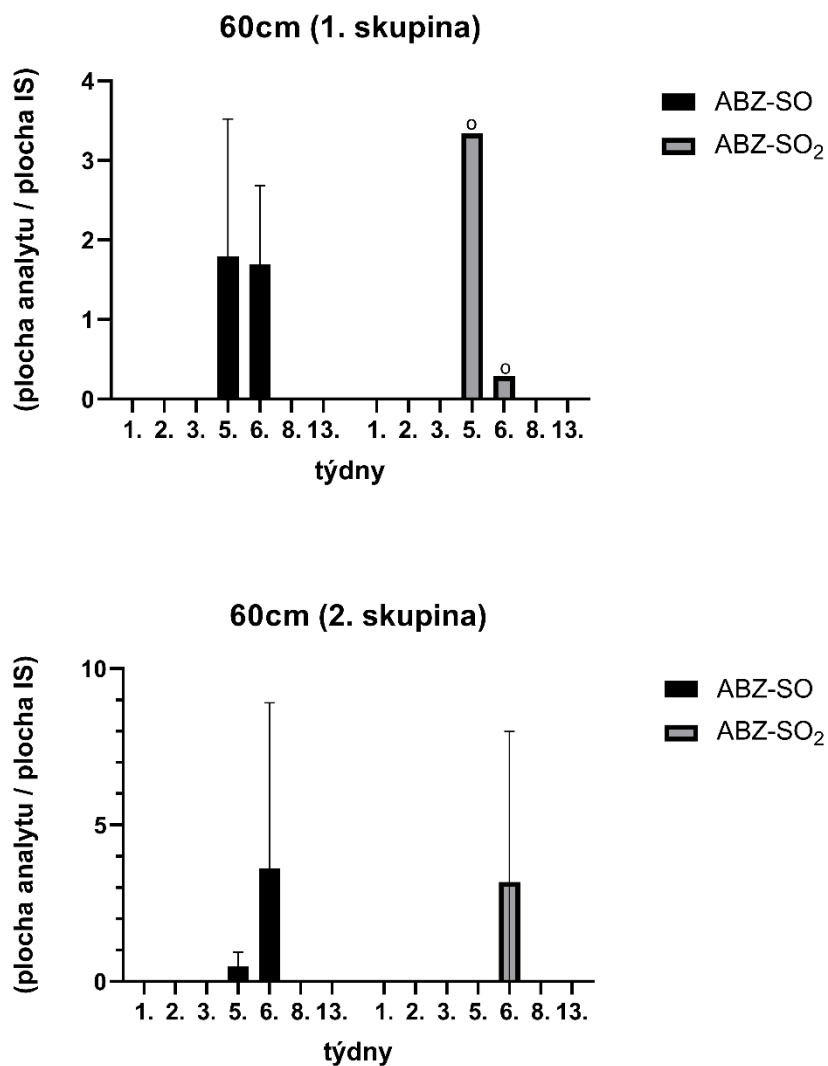 60cm (1. skupina)
(plocha analytu / plocha IS)
4
3
2
1
0
o
o
1. 2. 3. 5. 6. 8. 13. 1. 2. 3. 5. 6. 8. 13.
týdny
ABZ-SO
ABZ-SO₂
60cm (2. skupina)
(plocha analytu / plocha IS)
10
5
0
1. 2. 3. 5. 6. 8. 13. 1. 2. 3. 5. 6. 8. 13.
týdny
ABZ-SO
ABZ-SO₂